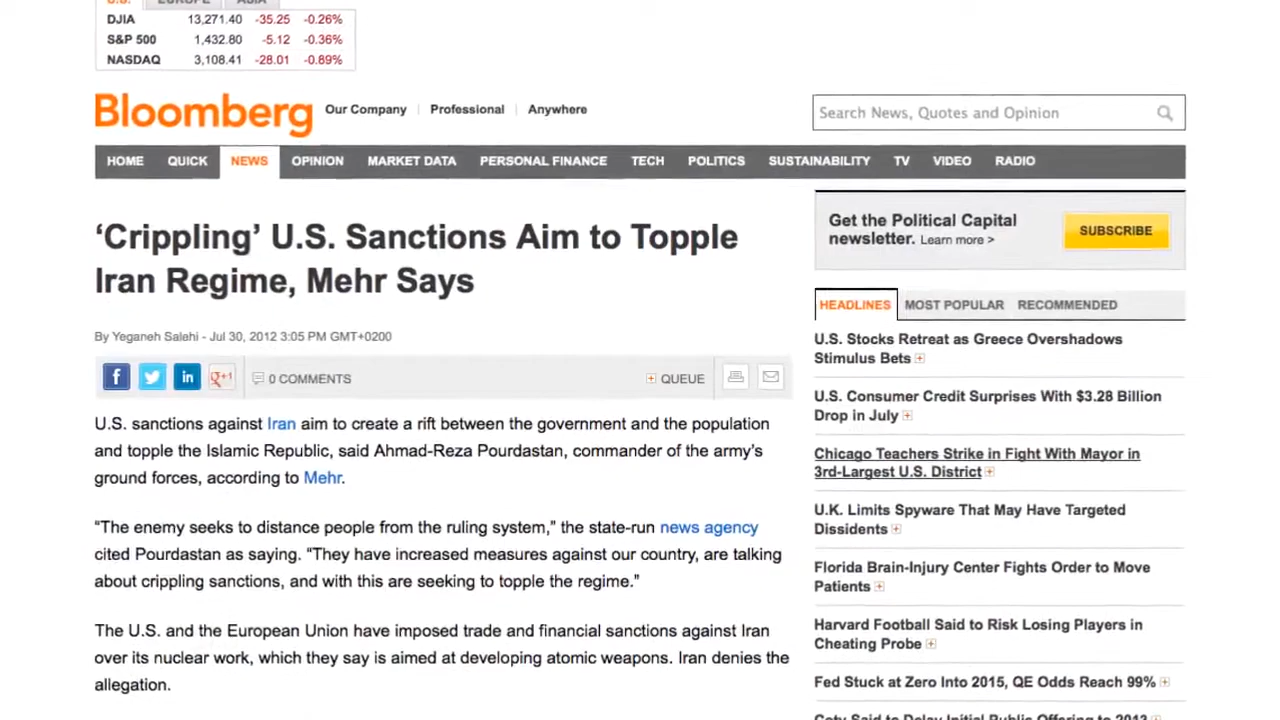 U.S. EUROPE ASIA
DJIA 13,271.40 -35.25 -0.26%
S&P 500 1,432.80 -5.12 -0.36%
NASDAQ 3,108.41 -28.01 -0.89%
Bloomberg Our Company Professional Anywhere
Search News, Quotes and Opinion
HOME QUICK NEWS OPINION MARKET DATA PERSONAL FINANCE TECH POLITICS SUSTAINABILITY TV VIDEO RADIO
‘Crippling’ U.S. Sanctions Aim to Topple
Iran Regime, Mehr Says
By Yeganeh Salehi - Jul 30, 2012 3:05 PM GMT+0200
f in g+1 0 COMMENTS QUEUE
U.S. sanctions against Iran aim to create a rift between the government and the population
and topple the Islamic Republic, said Ahmad-Reza Pourdastan, commander of the army’s
ground forces, according to Mehr.
“The enemy seeks to distance people from the ruling system,” the state-run news agency
cited Pourdastan as saying. “They have increased measures against our country, are talking
about crippling sanctions, and with this are seeking to topple the regime.”
The U.S. and the European Union have imposed trade and financial sanctions against Iran
over its nuclear work, which they say is aimed at developing atomic weapons. Iran denies the
allegation.
Get the Political Capital
newsletter. Learn more >
SUBSCRIBE
HEADLINES MOST POPULAR RECOMMENDED
U.S. Stocks Retreat as Greece Overshadows
Stimulus Bets
U.S. Consumer Credit Surprises With $3.28 Billion
Drop in July
Chicago Teachers Strike in Fight With Mayor in
3rd-Largest U.S. District
U.K. Limits Spyware That May Have Targeted
Dissidents
Florida Brain-Injury Center Fights Order to Move
Patients
Harvard Football Said to Risk Losing Players in
Cheating Probe
Fed Stuck at Zero Into 2015, QE Odds Reach 99%
Coty Said to Delay Initial Public Offering to 2013